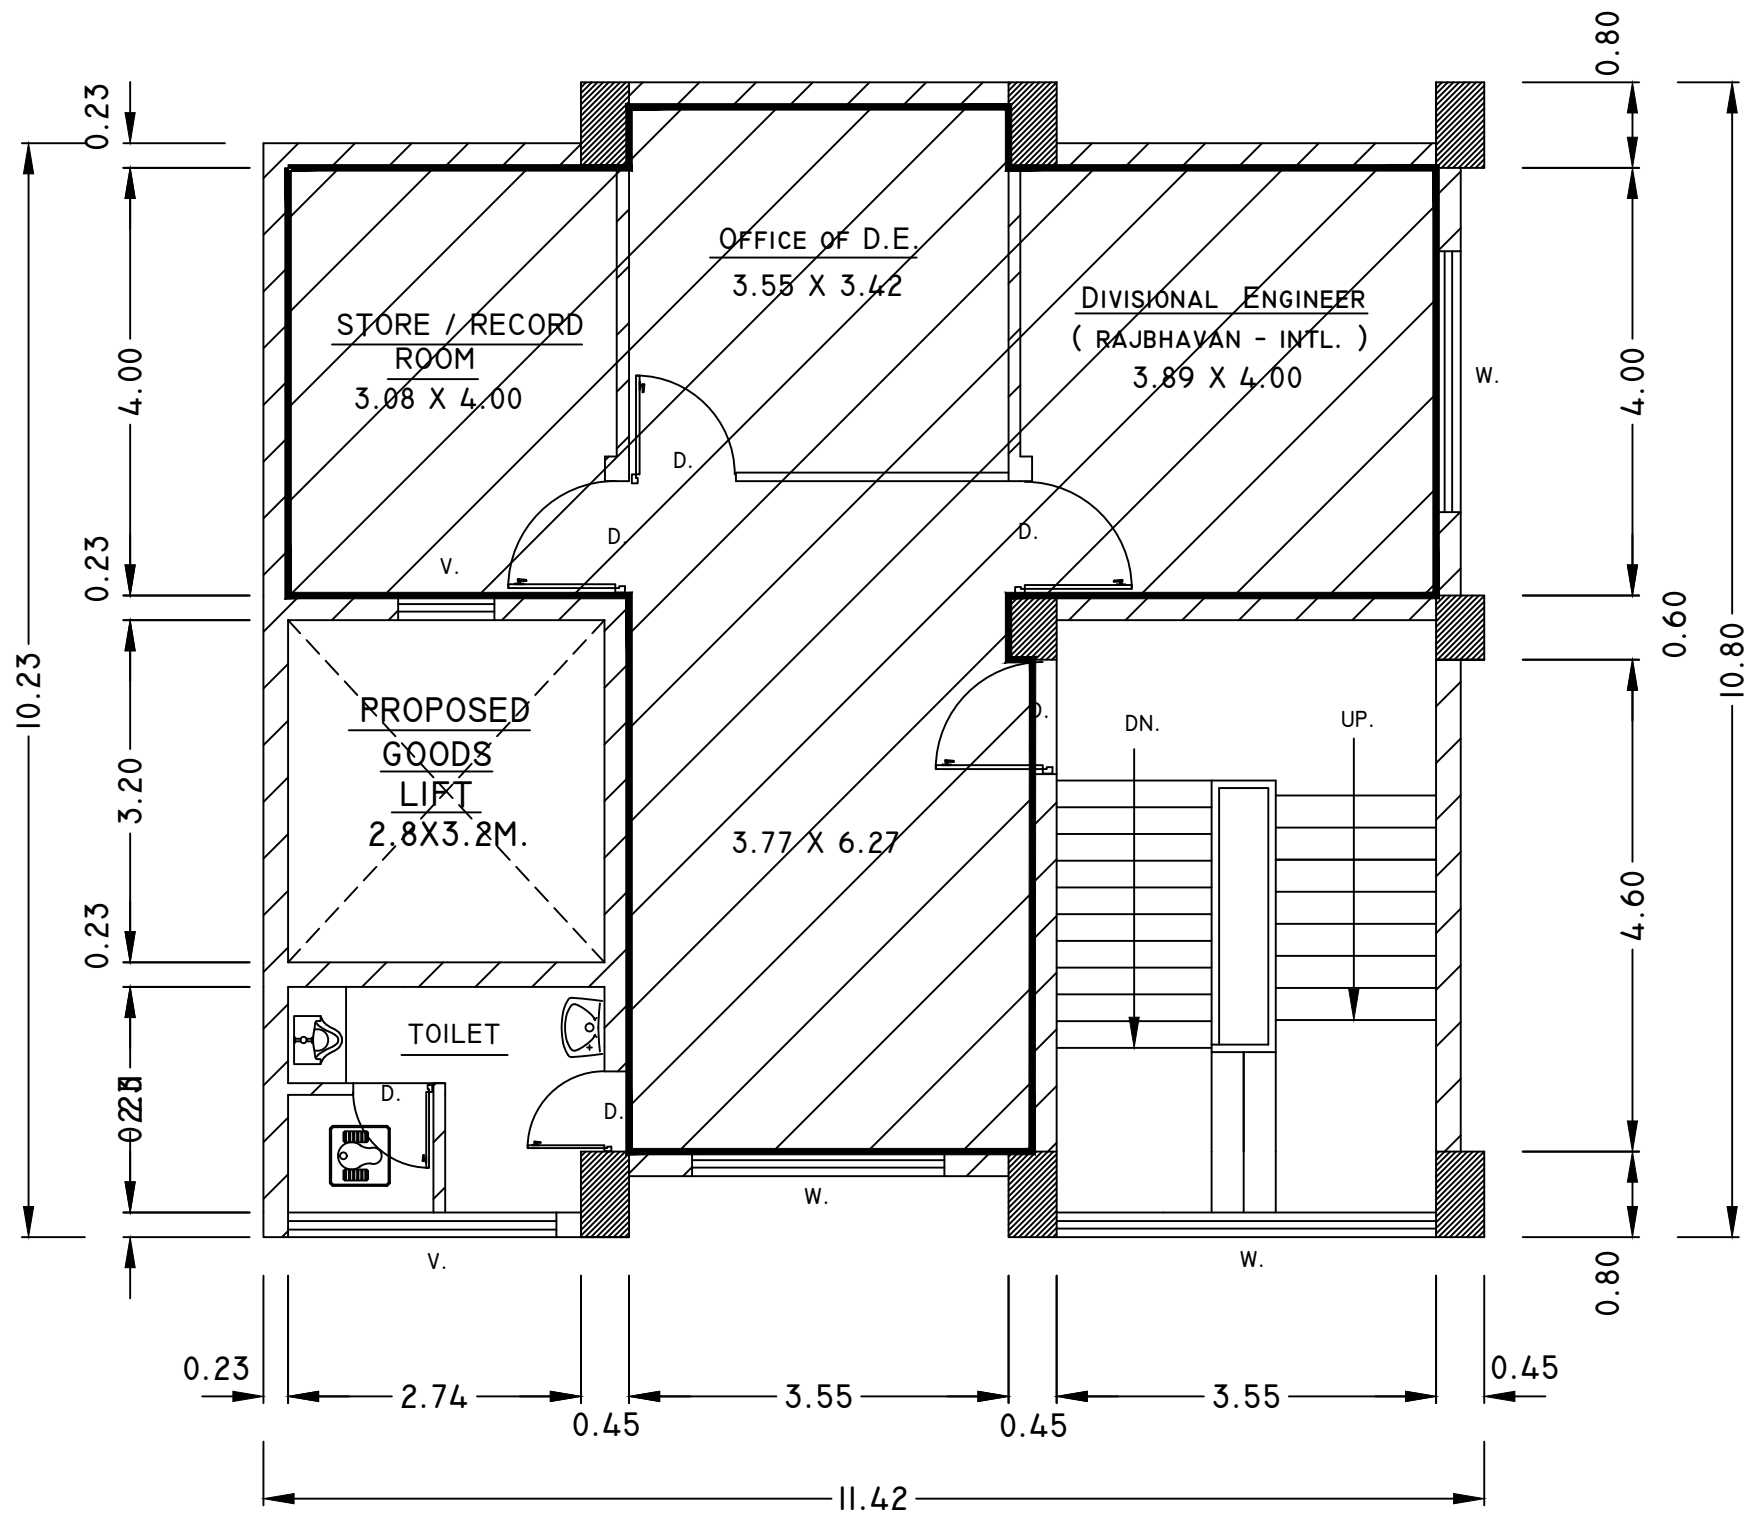 0.80
0.23
OFFICE OF D.E.
3.55 X 3.42
DIVISIONAL ENGINEER
( RAJBHAVAN - INTL. )
3.89 X 4.00
STORE / RECORD
ROOM
3.08 X 4.00
4.00
4.00
W.
D.
D.
D.
V.
0.23
0.60
10.23
10.80
PROPOSED
GOODS
LIFT
2.8X3.2M.
D.
DN.
UP.
3.20
3.77 X 6.27
0.23
4.60
TOILET
D.
D.
W.
V.
W.
0.80
0.23
2.74
0.45
3.55
0.45
3.55
0.45
11.42